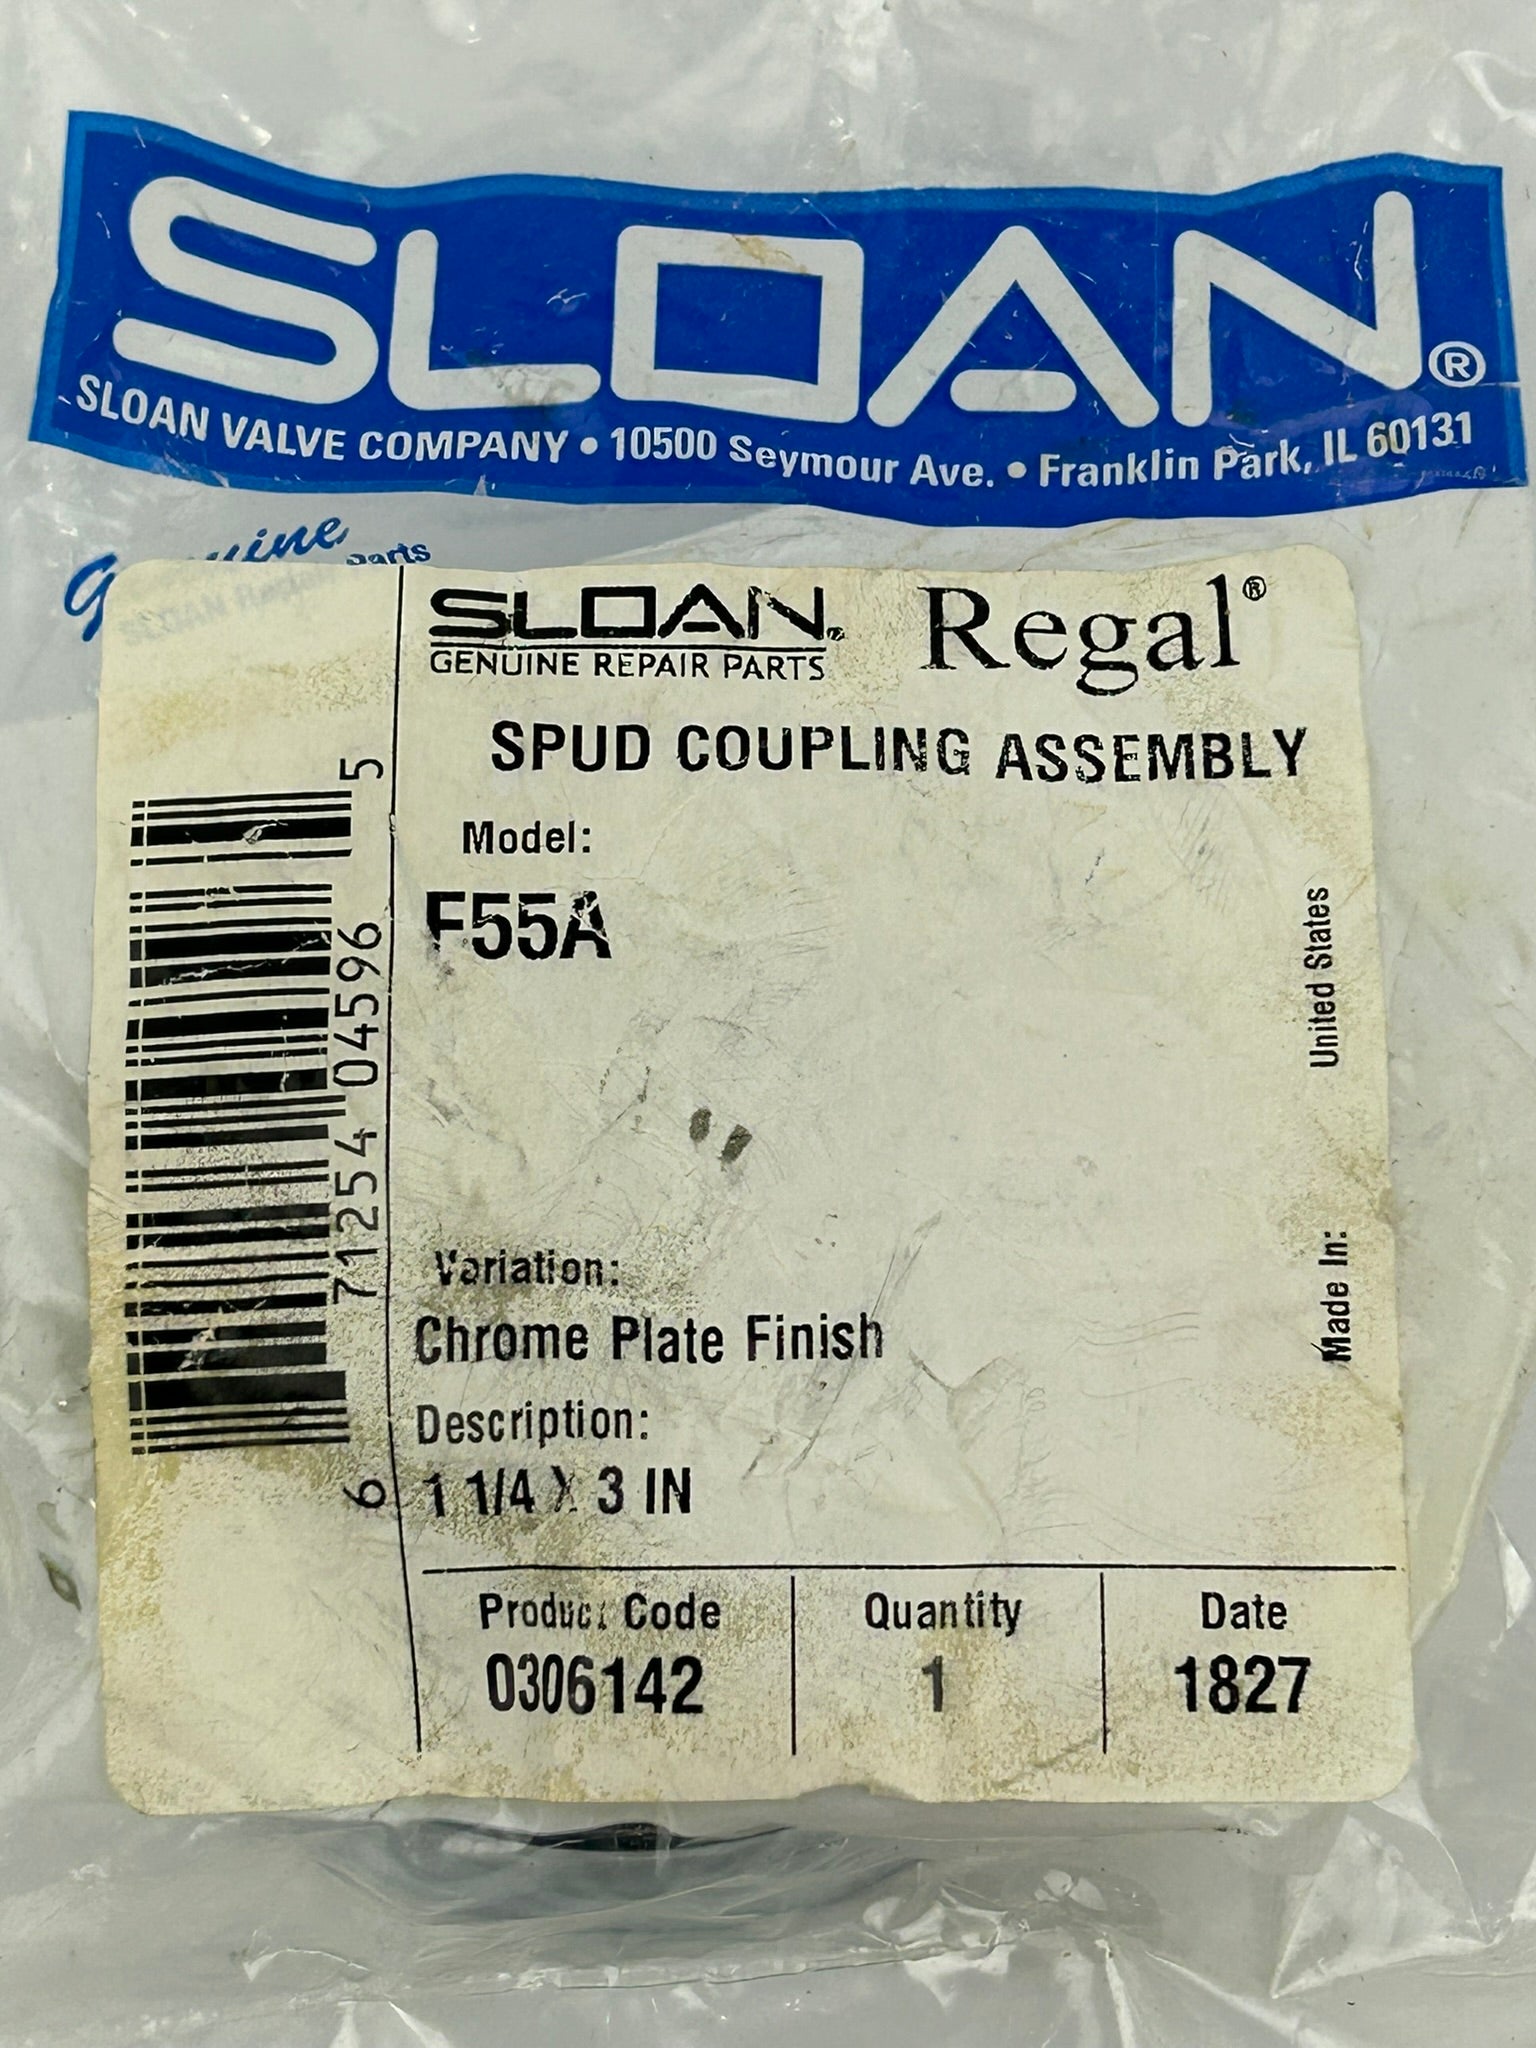 SLOAN®
SLOAN VALVE COMPANY • 10500 Seymour Ave. • Franklin Park, IL 60131
Genuine
Parts
SLOAN® Regal®
GENUINE REPAIR PARTS
SPUD COUPLING ASSEMBLY
Model:
F55A
Variation:
Chrome Plate Finish
Description:
1 1/4 X 3 IN
Made In: United States
6 71254 04596 5
Product Code Quantity Date
0306142 1 1827